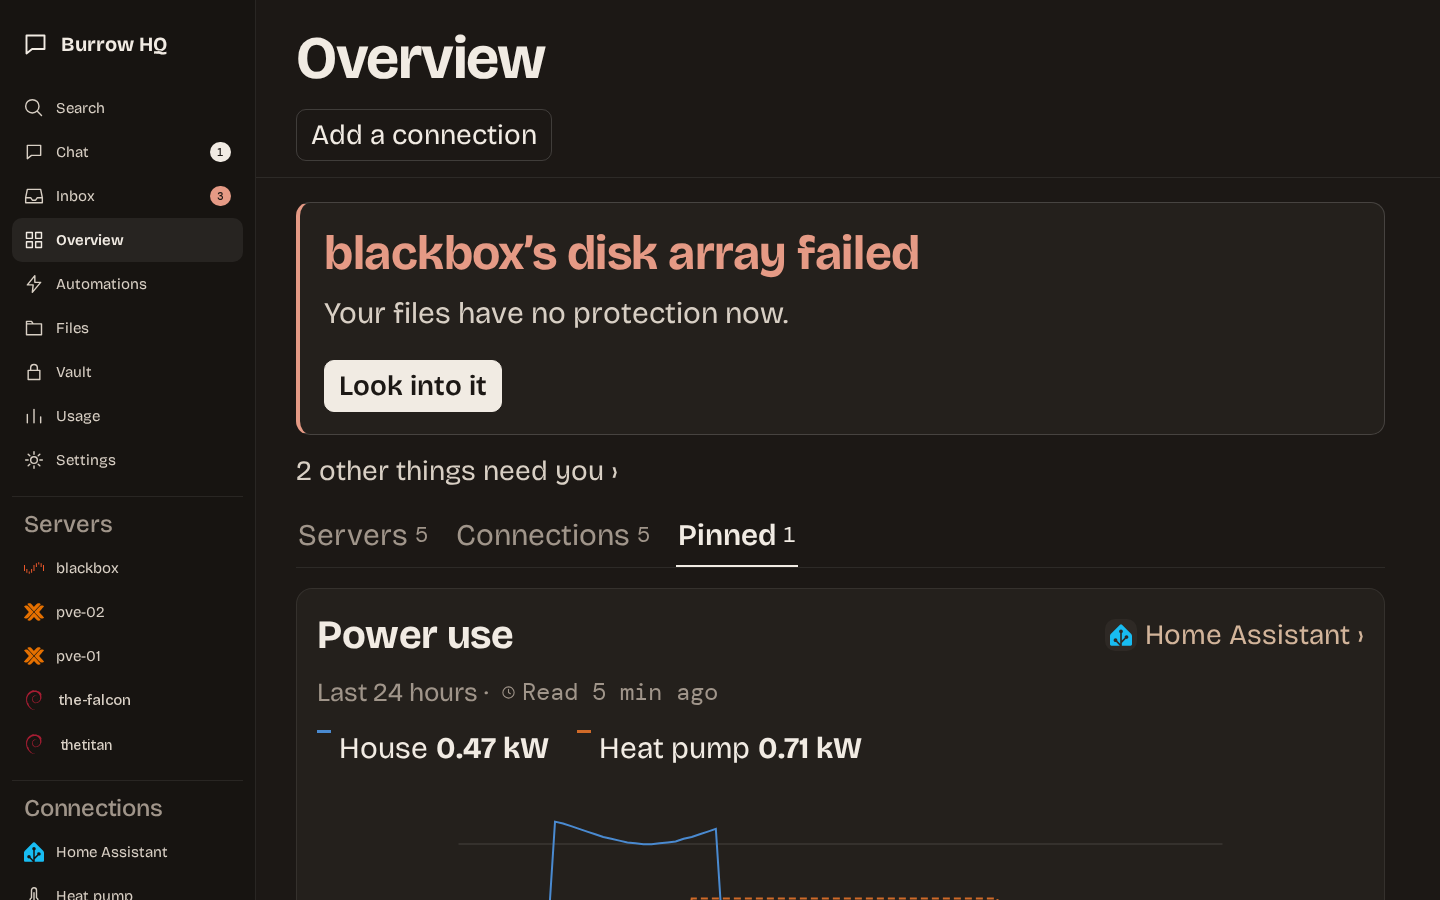 Burrow HQ
Search
Chat 1
Inbox 3
Overview
Automations
Files
Vault
Usage
Settings
Servers
blackbox
pve-02
pve-01
the-falcon
thetitan
Connections
Home Assistant
Heat pump
Overview
Add a connection
blackbox’s disk array failed
Your files have no protection now.
Look into it
2 other things need you ›
Servers 5 Connections 5 Pinned 1
Power use
Home Assistant ›
Last 24 hours · Read 5 min ago
House 0.47 kW Heat pump 0.71 kW